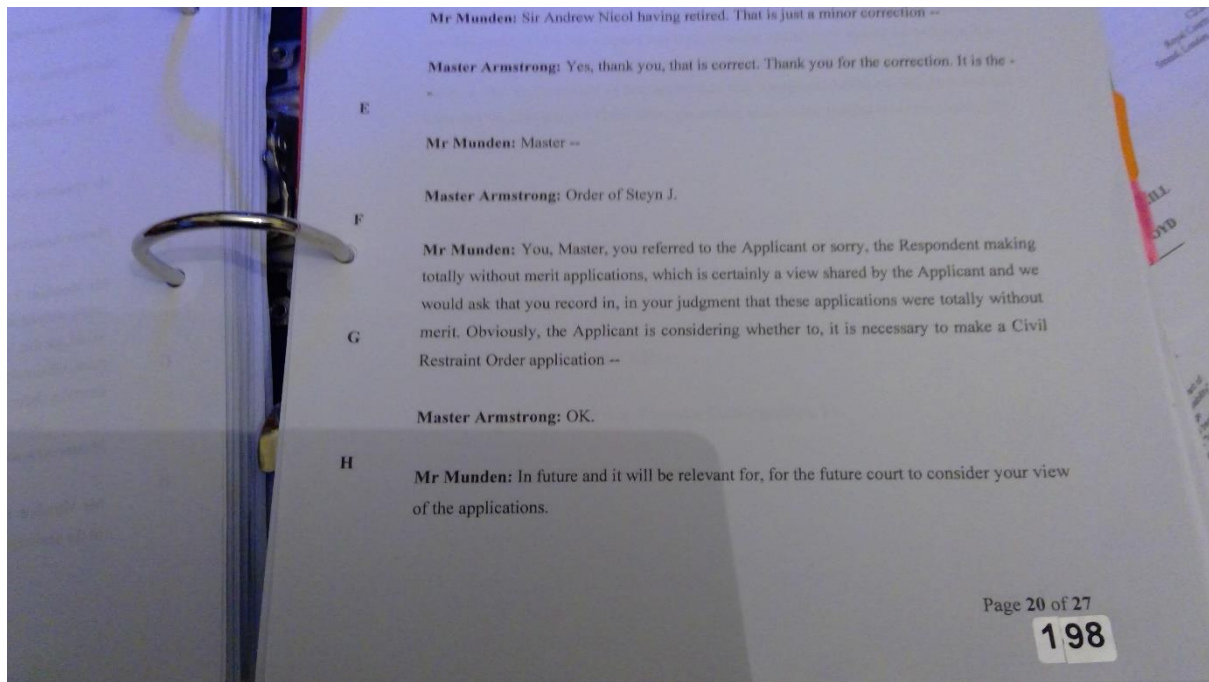 Mr Munden: Sir Andrew Nicol having retired. That is just a minor correction --
Master Armstrong: Yes, thank you, that is correct. Thank you for the correction. It is the -
-
E
Mr Munden: Master --
Master Armstrong: Order of Steyn J.
F
Mr Munden: You, Master, you referred to the Applicant or sorry, the Respondent making
totally without merit applications, which is certainly a view shared by the Applicant and we
would ask that you record in, in your judgment that these applications were totally without
G
merit. Obviously, the Applicant is considering whether to, it is necessary to make a Civil
Restraint Order application --
Master Armstrong: OK.
H
Mr Munden: In future and it will be relevant for, for the future court to consider your view
of the applications.
Page 20 of 27
198